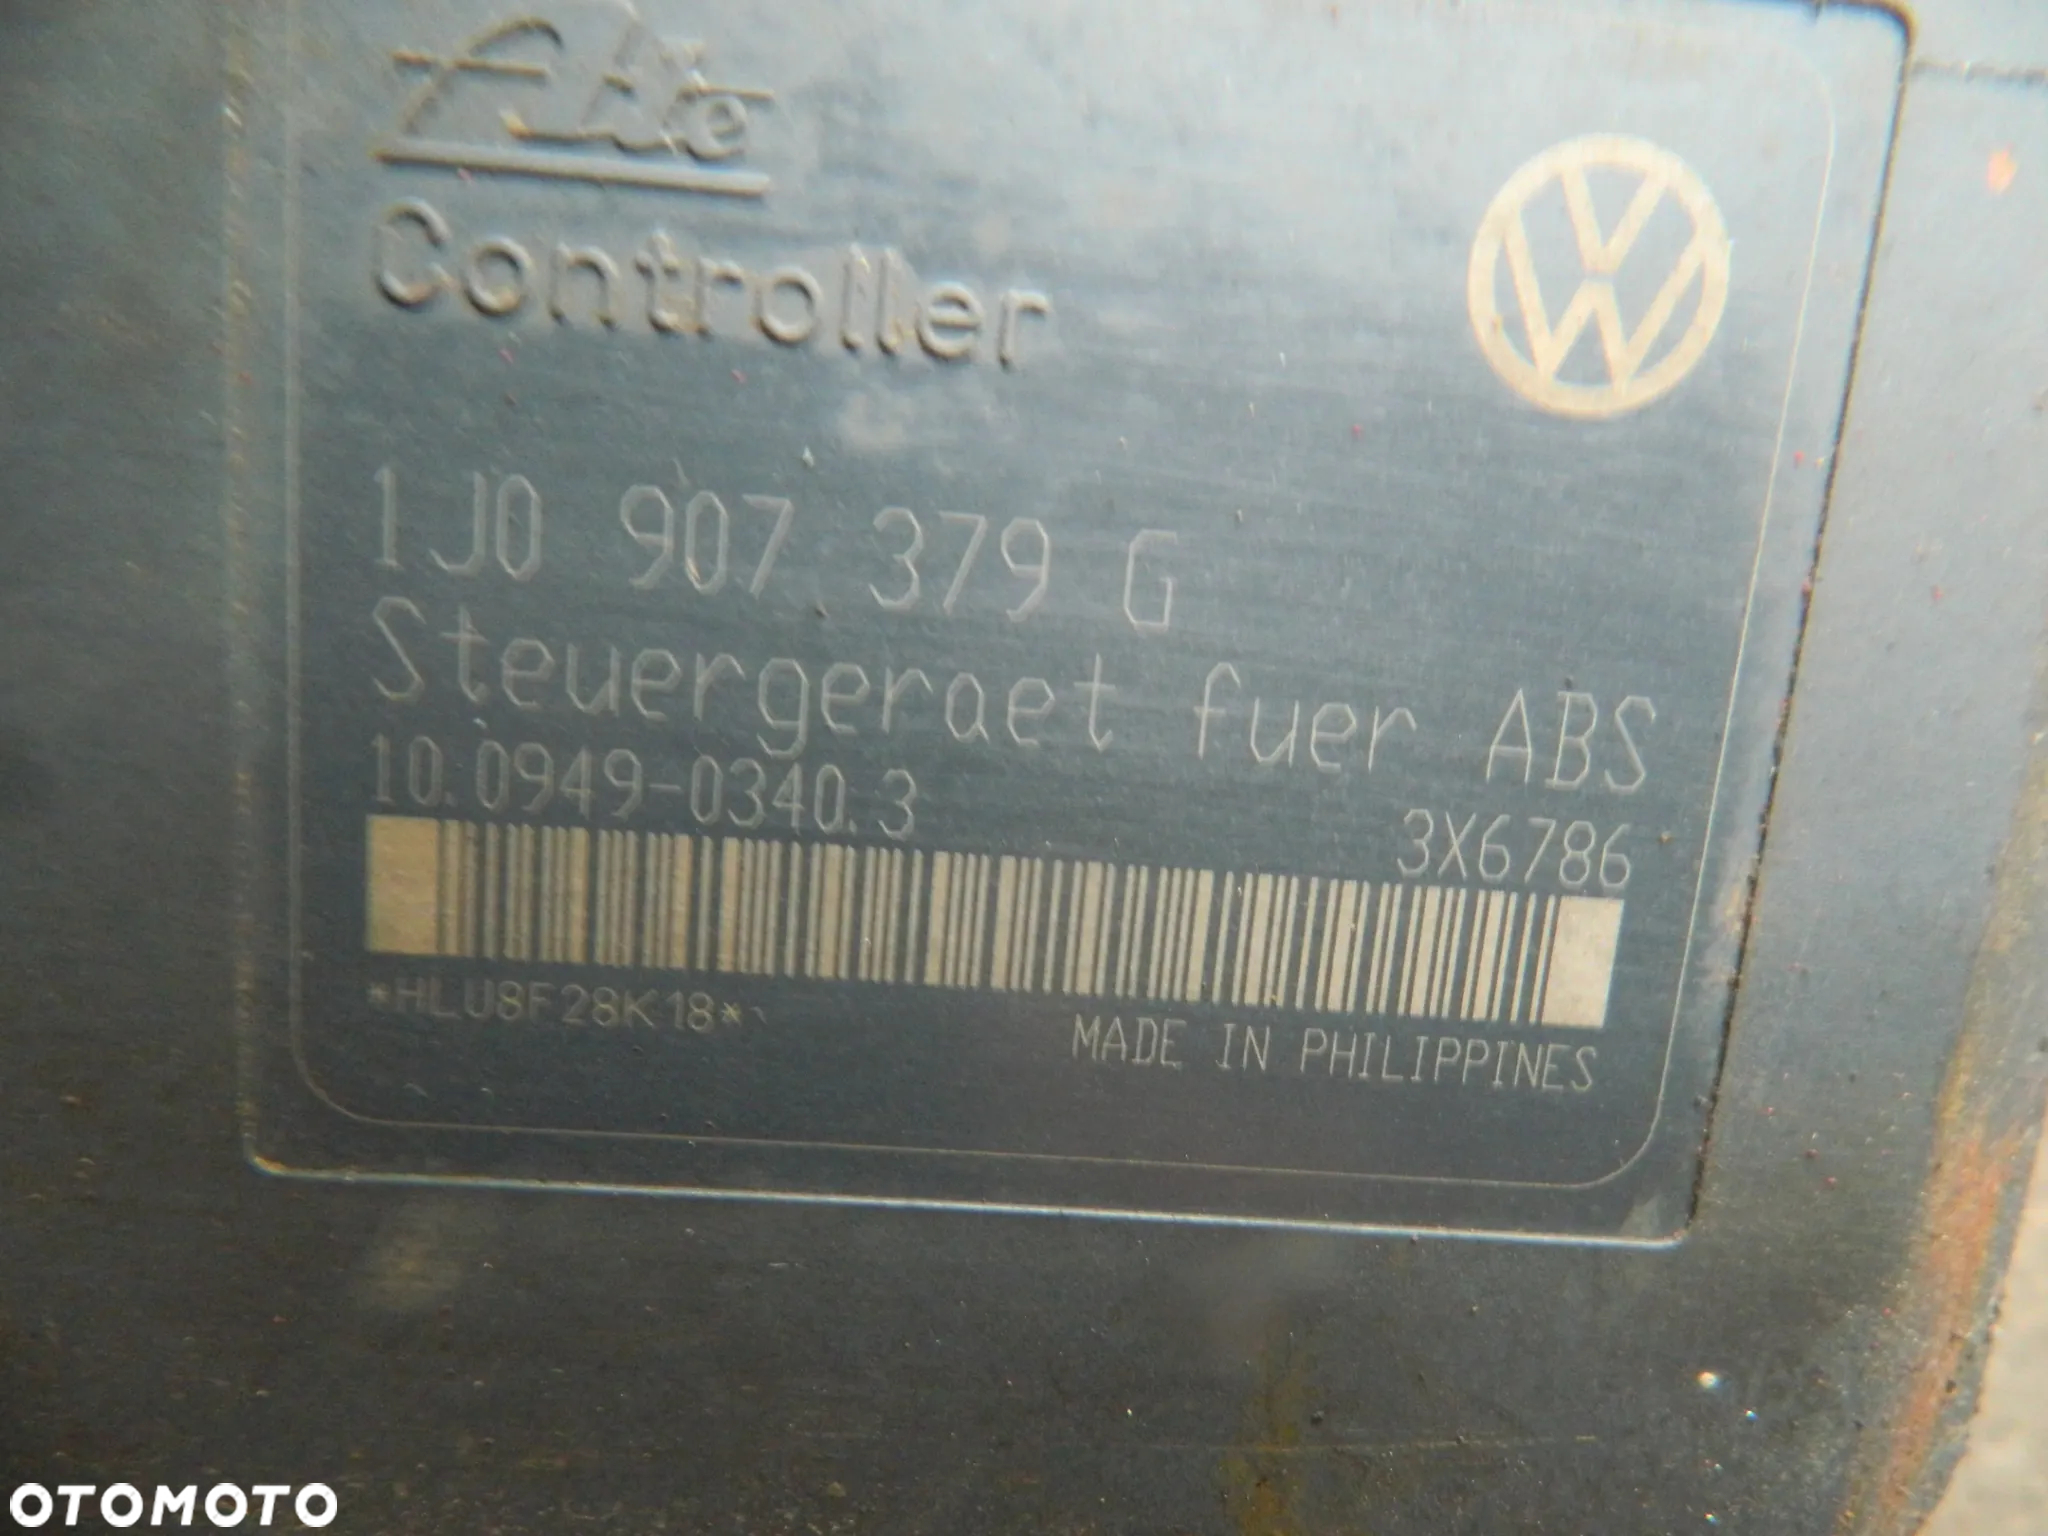 Ate
Controller
1J0 907 379 G
Steuergeraet fuer ABS
10.0949-0340.3
3X6786
*HLU8F28K18*
MADE IN PHILIPPINES
OTOMOTO